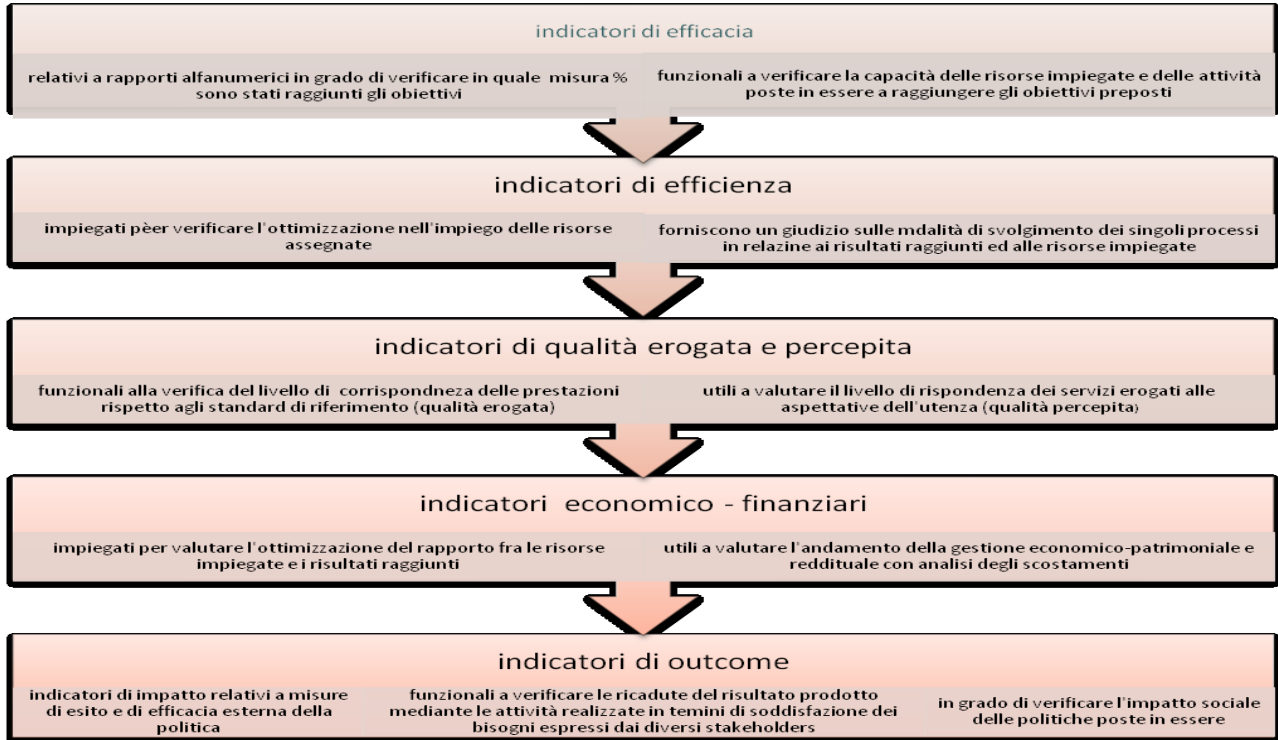 indicatori di efficacia
relativi a rapporti alfanumerici in grado di verificare in quale misura %
sono stati raggiunti gli obiettivi
funzionali a verificare la capacità delle risorse impiegate e delle attività
poste in essere a raggiungere gli obiettivi preposti
indicatori di efficienza
impiegati pèer verificare l'ottimizzazione nell'impiego delle risorse
assegnate
forniscono un giudizio sulle mdalità di svolgimento dei singoli processi
in relazine ai risultati raggiunti ed alle risorse impiegate
indicatori di qualità erogata e percepita
funzionali alla verifica del livello di corrispondneza delle prestazioni
rispetto agli standard di riferimento (qualità erogata)
utili a valutare il livello di rispondenza dei servizi erogati alle
aspettative dell'utenza (qualità percepita)
indicatori economico - finanziari
impiegati per valutare l'ottimizzazione del rapporto fra le risorse
impiegate e i risultati raggiunti
utili a valutare l'andamento della gestione economico-patrimoniale e
reddituale con analisi degli scostamenti
indicatori di outcome
indicatori di impatto relativi a misure
di esito e di efficacia esterna della
politica
funzionali a verificare le ricadute del risultato prodotto
mediante le attività realizzate in temini di soddisfazione dei
bisogni espressi dai diversi stakeholders
in grado di verificare l'impatto sociale
delle politiche poste in essere